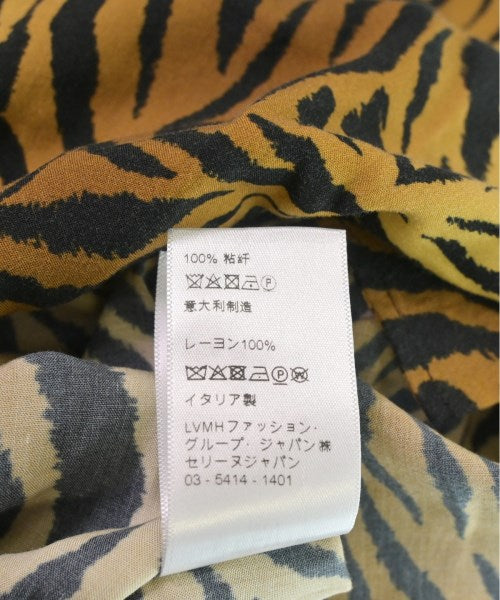 100% 粘纤
意大利制造
レーヨン100%
イタリア製
LVMHファッション・
グループ・ジャパン㈱
セリーヌジャパン
03 - 5414 - 1401